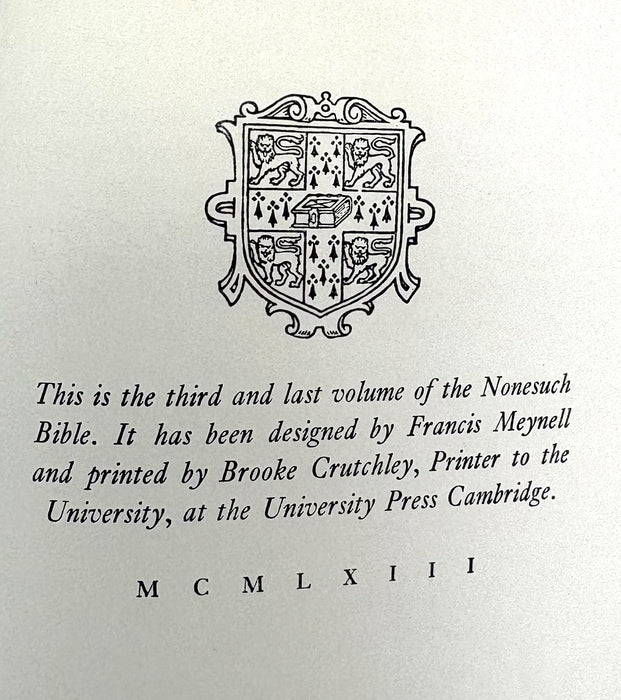 This is the third and last volume of the Nonesuch
Bible. It has been designed by Francis Meynell
and printed by Brooke Crutchley, Printer to the
University, at the University Press Cambridge.
M C M L X I I I